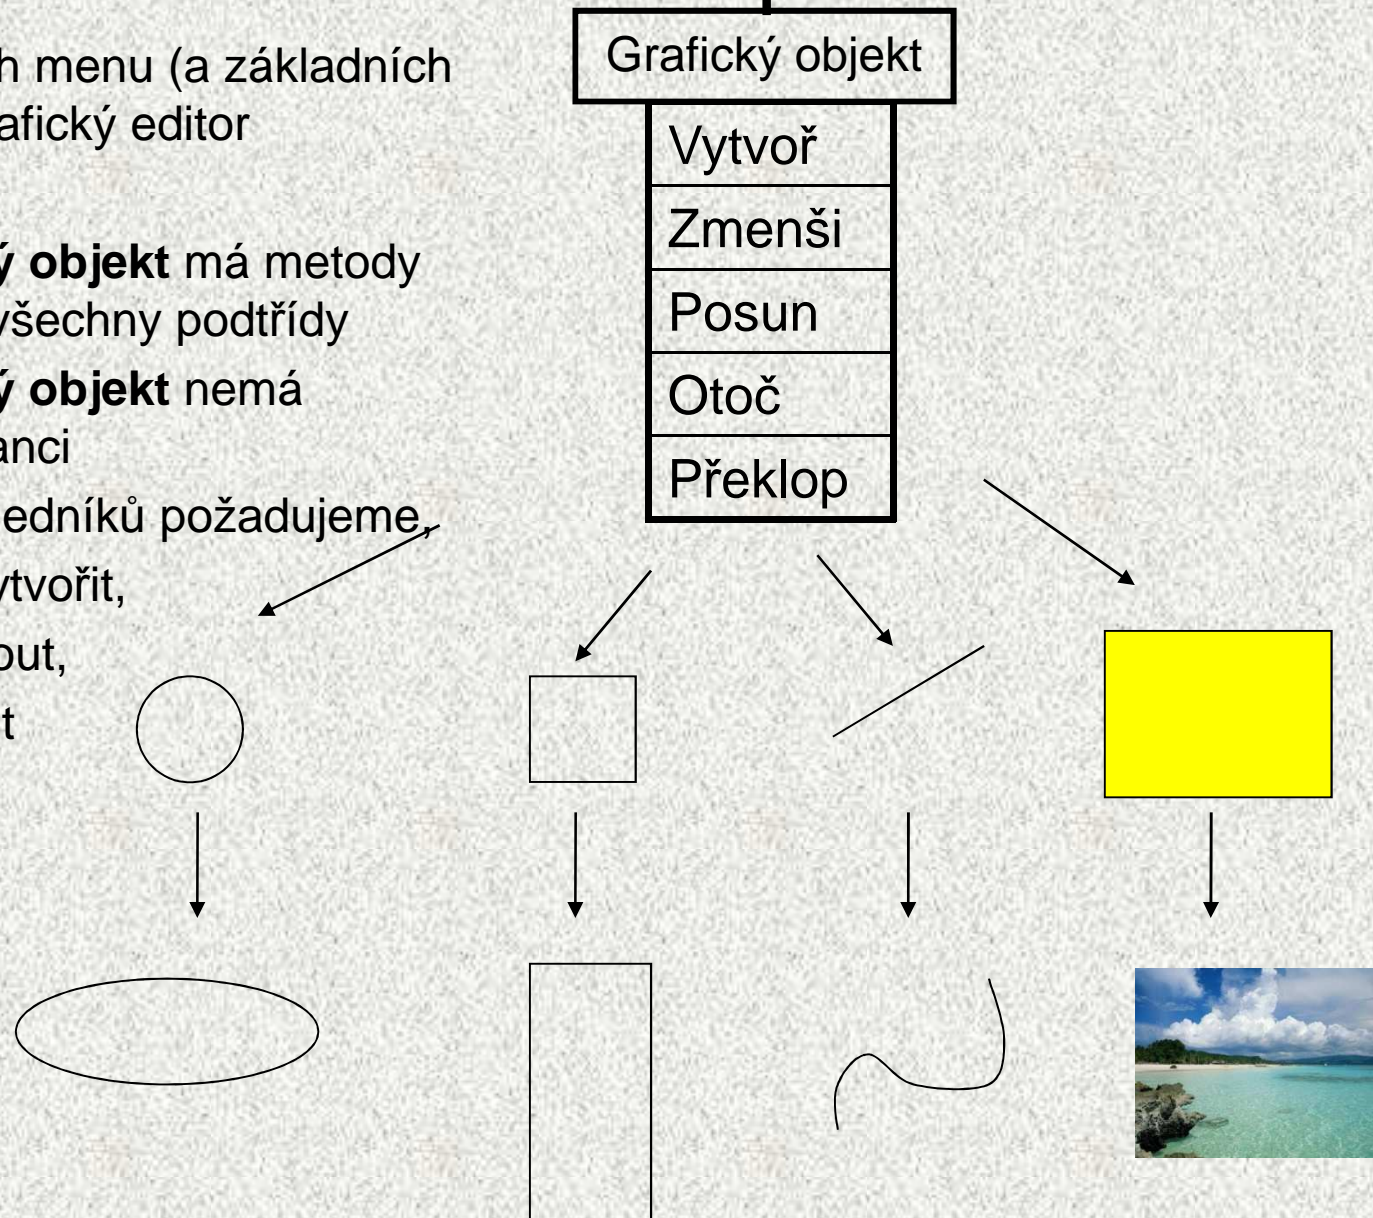 h menu (a základních
afický editor
ý objekt má metody
všechny podtřídy
ý objekt nemá
anci
edníků požadujeme,
ytvořit,
out,
t
Grafický objekt
Vytvoř
Zmenši
Posun
Otoč
Překlop